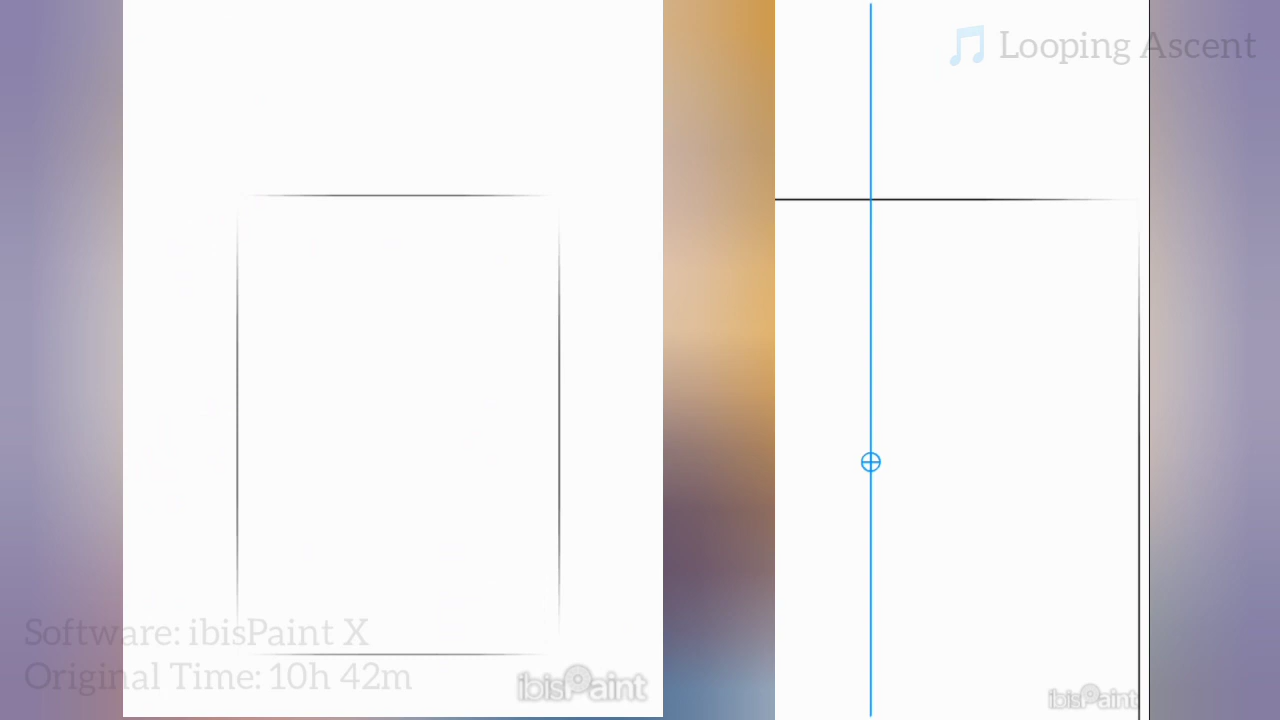 🎵 Looping Ascent
Software: ibisPaint X
Original Time: 10h 42m
ibisPaint
ibisPaint